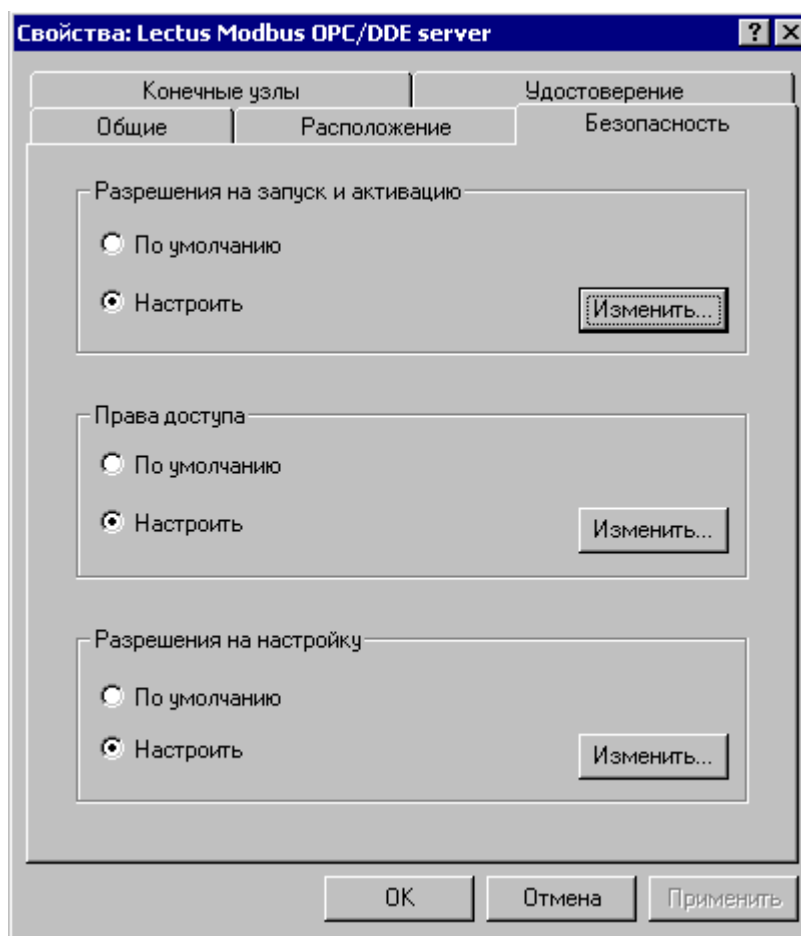 Свойства: Lectus Modbus OPC/DDE server
Конечные узлы Удостоверение
Общие Расположение Безопасность
Разрешения на запуск и активацию
По умолчанию
Настроить Изменить...
Права доступа
По умолчанию
Настроить Изменить...
Разрешения на настройку
По умолчанию
Настроить Изменить...
OK Отмена Применить